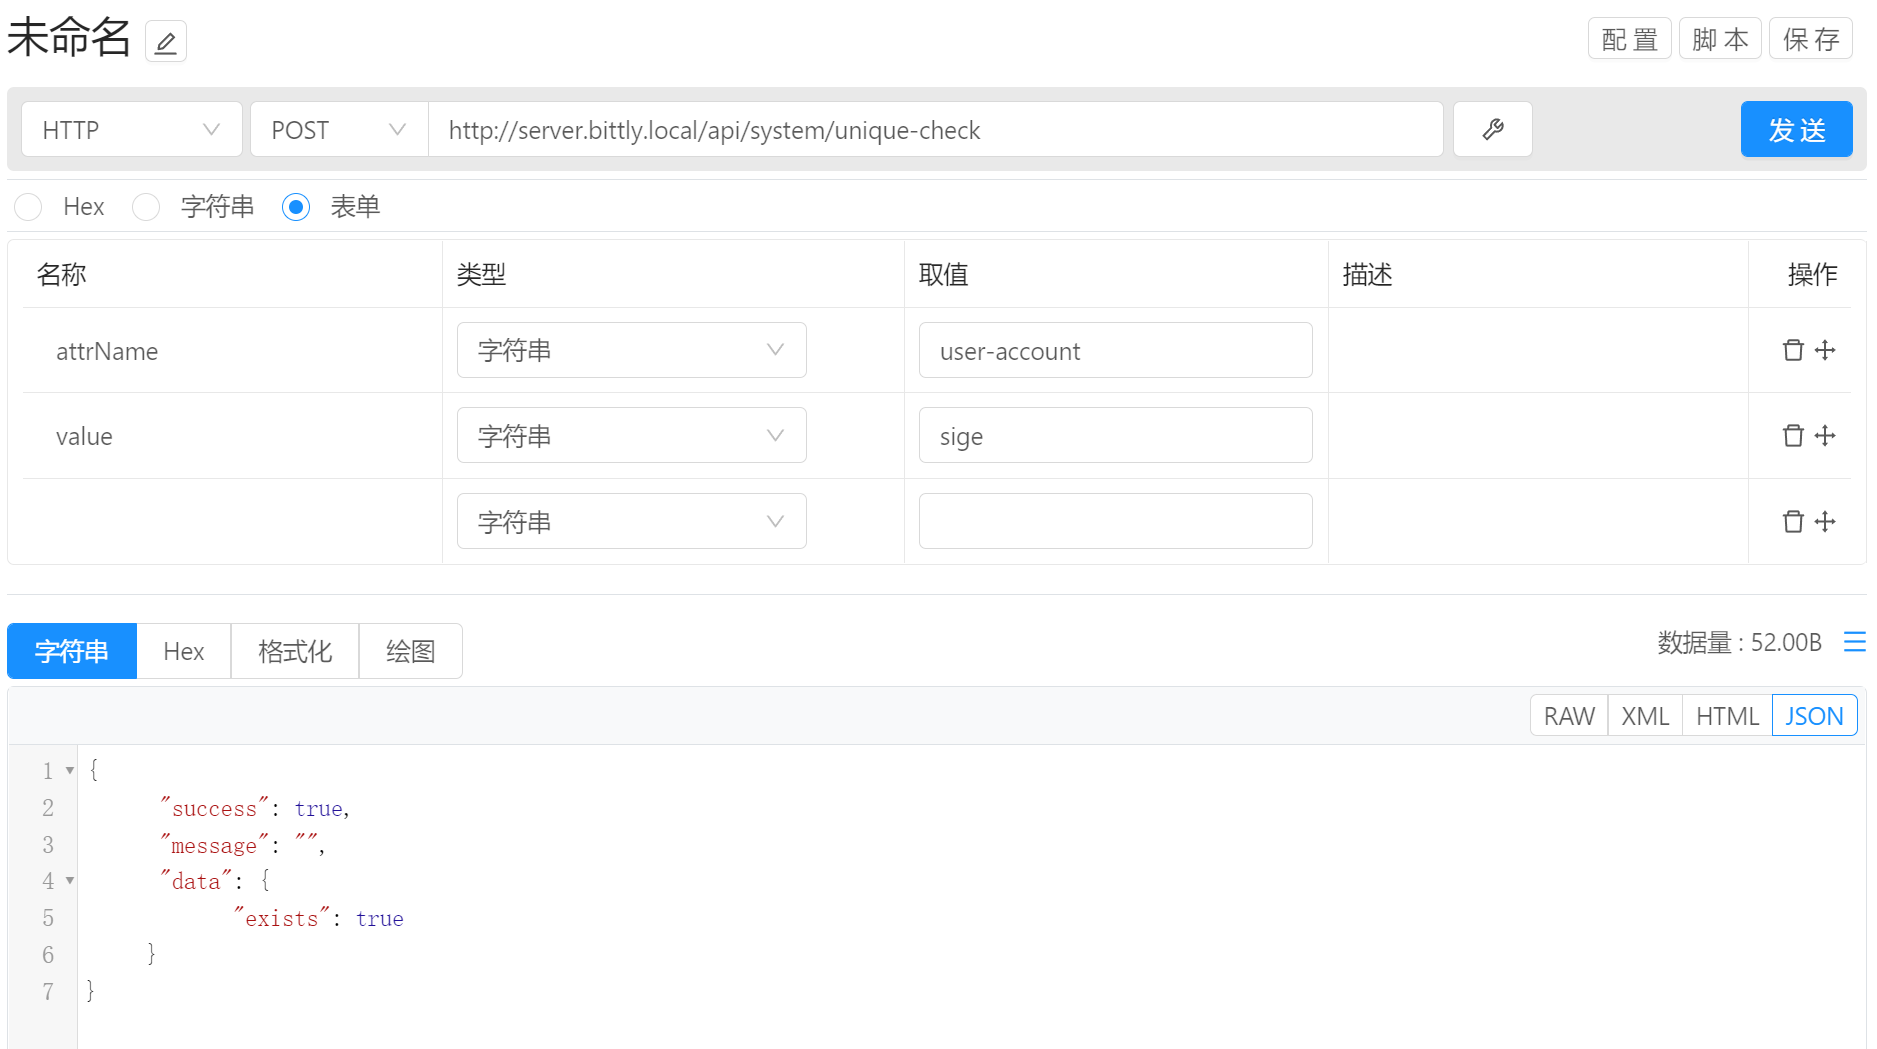 未命名
配置 脚本 保存
HTTP POST http://server.bittly.local/api/system/unique-check 发送
Hex 字符串 表单
名称 类型 取值 描述 操作
attrName 字符串 user-account
value 字符串 sige
字符串
字符串 Hex 格式化 绘图 数据量 : 52.00B
RAW XML HTML JSON
1 {
2 "success": true,
3 "message": "",
4 "data": {
5 "exists": true
6 }
7 }